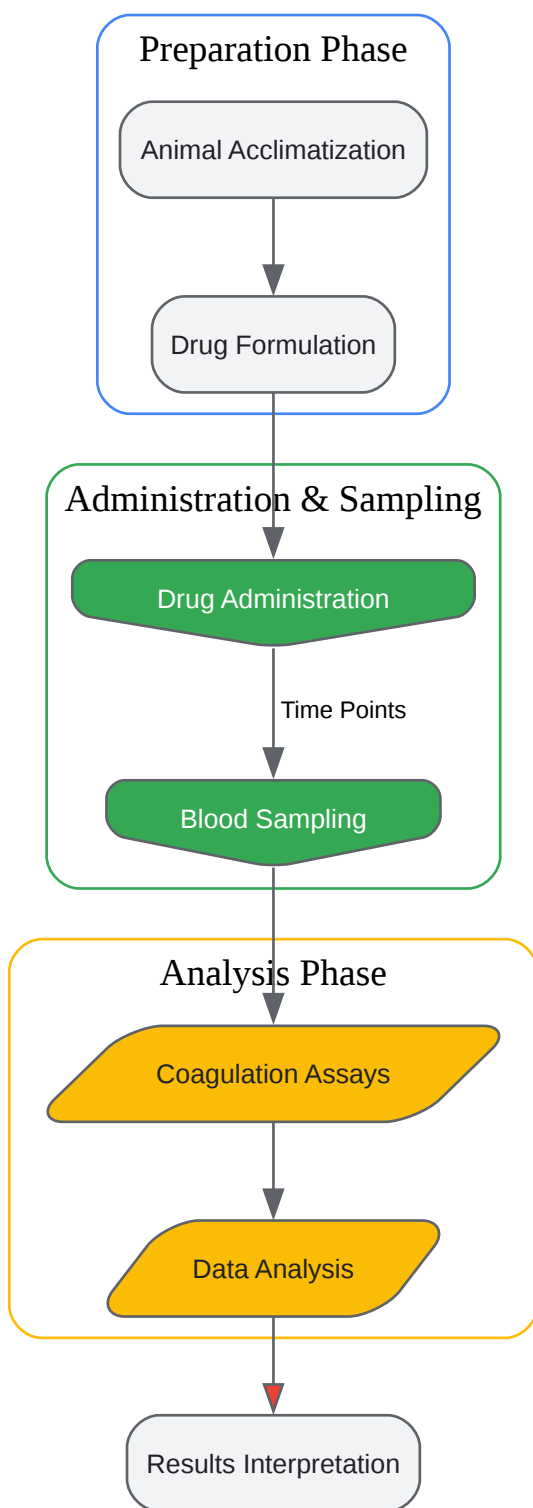 Preparation Phase
Animal Acclimatization
Drug Formulation
Administration & Sampling
Drug Administration
Time Points
Blood Sampling
Analysis Phase
Coagulation Assays
Data Analysis
Results Interpretation